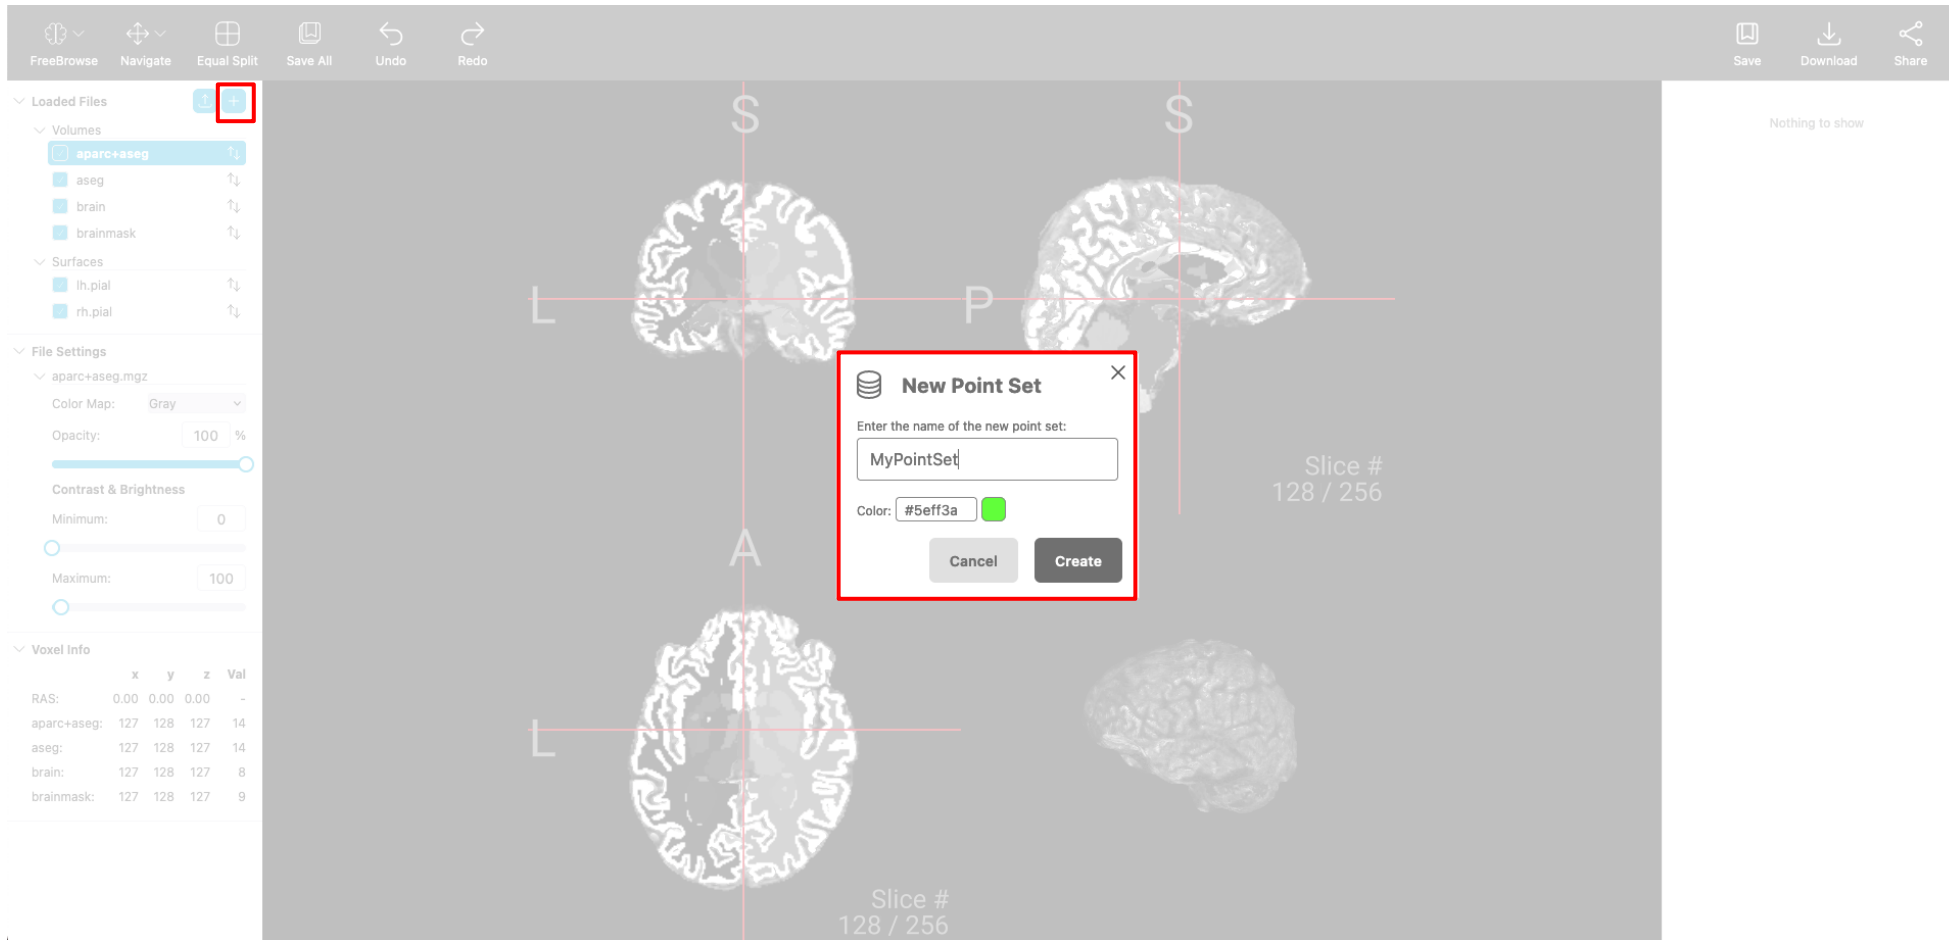 FreeBrowse Navigate Equal Split Save All Undo Redo Save Download Share
Loaded Files
Volumes
aparc+aseg
aseg
brain
brainmask
Surfaces
lh.pial
rh.pial
File Settings
aparc+aseg.mgz
Color Map: Gray
Opacity: 100 %
Contrast & Brightness
Minimum: 0
Maximum: 100
Voxel Info
x y z Val
RAS: 0.00 0.00 0.00 -
aparc+aseg: 127 128 127 14
aseg: 127 128 127 14
brain: 127 128 127 8
brainmask: 127 128 127 9
S
L
S
P
Slice #
128 / 256
New Point Set
Enter the name of the new point set:
MyPointSet
Color: #5eff3a
Cancel Create
A
L
Slice #
128 / 256
Nothing to show